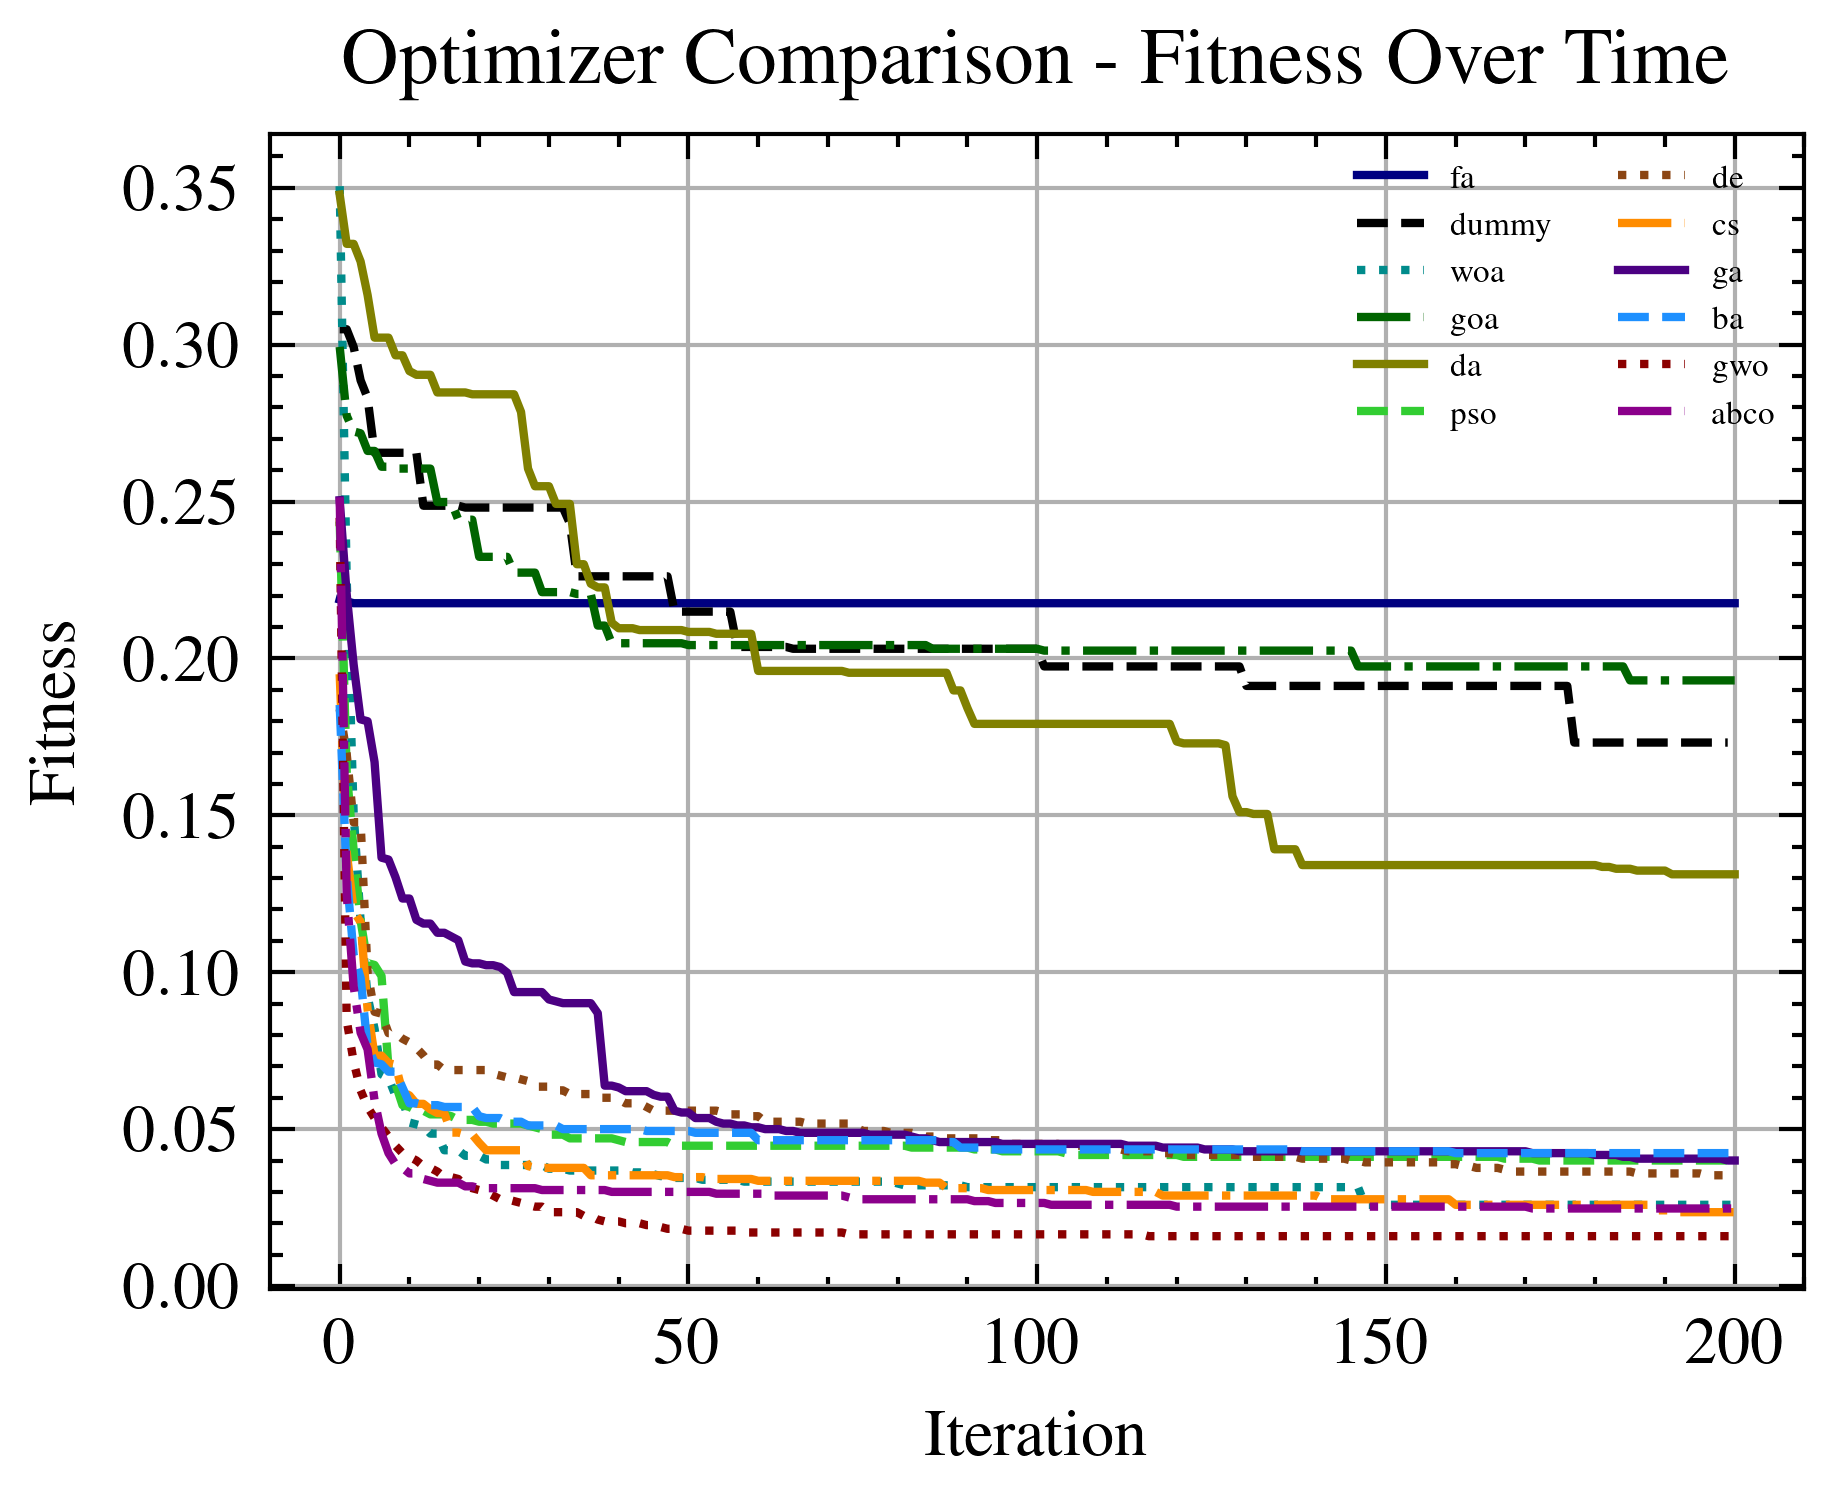 Optimizer Comparison - Fitness Over Time
0.35
0.30
0.25
0.20
0.15
0.10
0.05
0.00
Fitness
fa
dummy
woa
goa
da
pso
de
cs
ga
ba
gwo
abco
0 50 100 150 200
Iteration